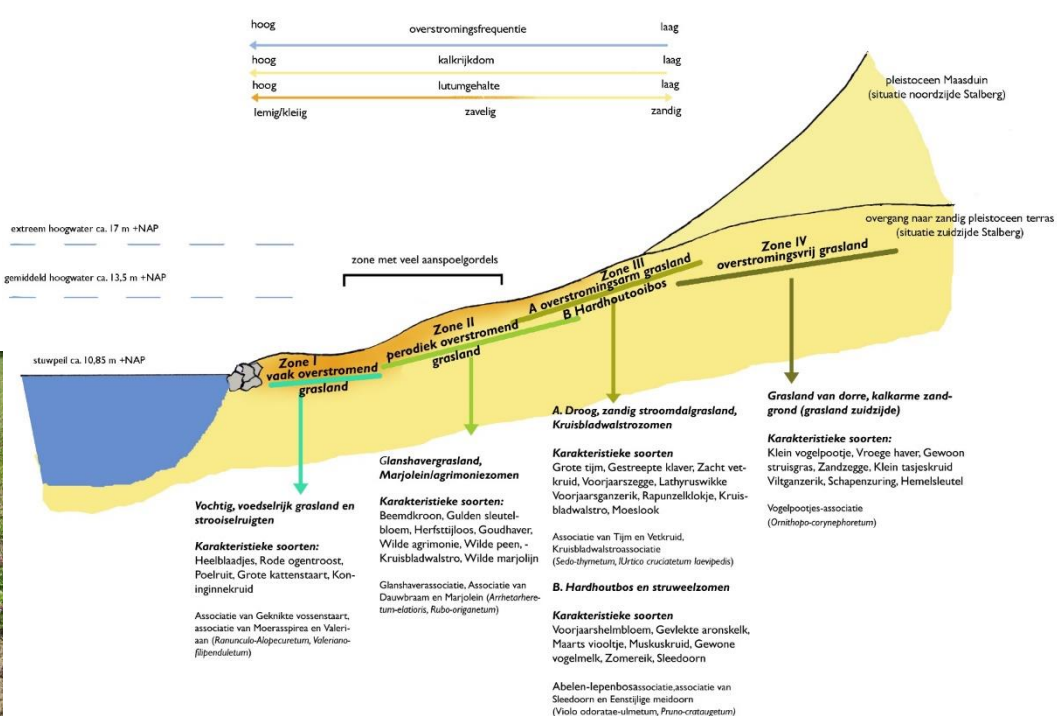 hoog overstromingsfrequentie laag
hoog kalkrijkdom laag
hoog lutumgehalte laag
lemig/kleiig zavelig zandig
pleistoceen Maasduin
(situatie noordzijde Stalberg)
extreem hoogwater ca. 17 m +NAP
gemiddeld hoogwater ca. 13,5 m +NAP
stuwpeil ca. 10,85 m +NAP
zone met veel aanspoelgordels
overgang naar zandig pleistoceen terras
(situatie zuidzijde Stalberg)
Zone I
vaak overstromend
grasland
Zone II
perodiek overstromend
grasland
Zone III
A overstromingsarm grasland
B Hardhoutooibos
Zone IV
overstromingsvrij grasland
Vochtig, voedselrijk grasland en
strooiselruigten
Karakteristieke soorten:
Heelblaadjes, Rode ogentroost,
Poelruit, Grote kattenstaart, Kon-
inginnekruid
Associatie van Geknikte vossenstaart,
associatie van Moerasspirea en Valeri-
aan (Ranunculo-Alopecuretum, Valeriano-
filipenduletum)
Glanshavergrasland,
Marjolein/agrimoniezomen
Karakteristieke soorten:
Beemdkroon, Gulden sleutel-
bloem, Herfsttijloos, Goudhaver,
Wilde agrimonie, Wilde peen, -
Kruisbladwalstro, Wilde marjolijn
Glanshaverassociatie, Associatie van
Dauwbraam en Marjolein (Arrhetarhere-
tum-elatioris, Rubo-origanetum)
A. Droog, zandig stroomdalgrasland,
Kruisbladwalstrozomen
Karakteristieke soorten
Grote tijm, Gestreepte klaver, Zacht vet-
kruid, Voorjaarszegge, Lathyruswikke
Voorjaarsganzerik, Rapunzelklokje, Kruis-
bladwalstro, Moeslook
Associatie van Tijm en Vetkruid,
Kruisbladwalstroassociatie
(Sedo-thymetum, lUrtico cruciatetum laevipedis)
B. Hardhoutbos en struweelzomen
Karakteristieke soorten
Voorjaarshelmbloem, Gevlekte aronskelk,
Maarts viooltje, Muskuskruid, Gewone
vogelmelk, Zomereik, Sleedoorn
Abelen-Iepenbosassociatie,associatie van
Sleedoorn en Eenstijlige meidoorn
(Violo odoratae-ulmetum, Pruno-crataugetum)
Grasland van dorre, kalkarme zand-
grond (grasland zuidzijde)
Karakteristieke soorten:
Klein vogelpootje, Vroege haver, Gewoon
struisgras, Zandzegge, Klein tasjeskruid
Viltganzerik, Schapenzuring, Hemelsleutel
Vogelpootjes-associatie
(Ornithopo-corynephoretum)